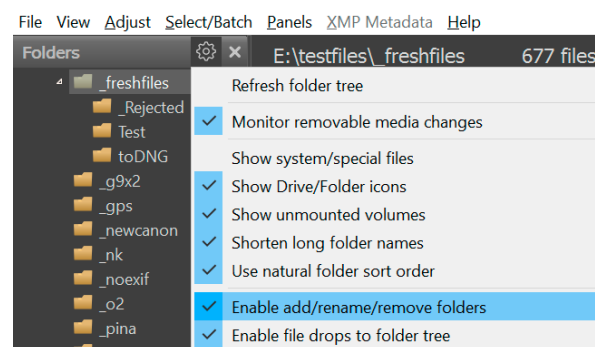 File View Adjust Select/Batch Panels XMP Metadata Help
Folders
E:\testfiles\_freshfiles 677 files
_freshfiles
_Rejected
Test
toDNG
_g9x2
_gps
_newcanon
_nk
_noexif
_o2
_pina
Refresh folder tree
Monitor removable media changes
Show system/special files
Show Drive/Folder icons
Show unmounted volumes
Shorten long folder names
Use natural folder sort order
Enable add/rename/remove folders
Enable file drops to folder tree